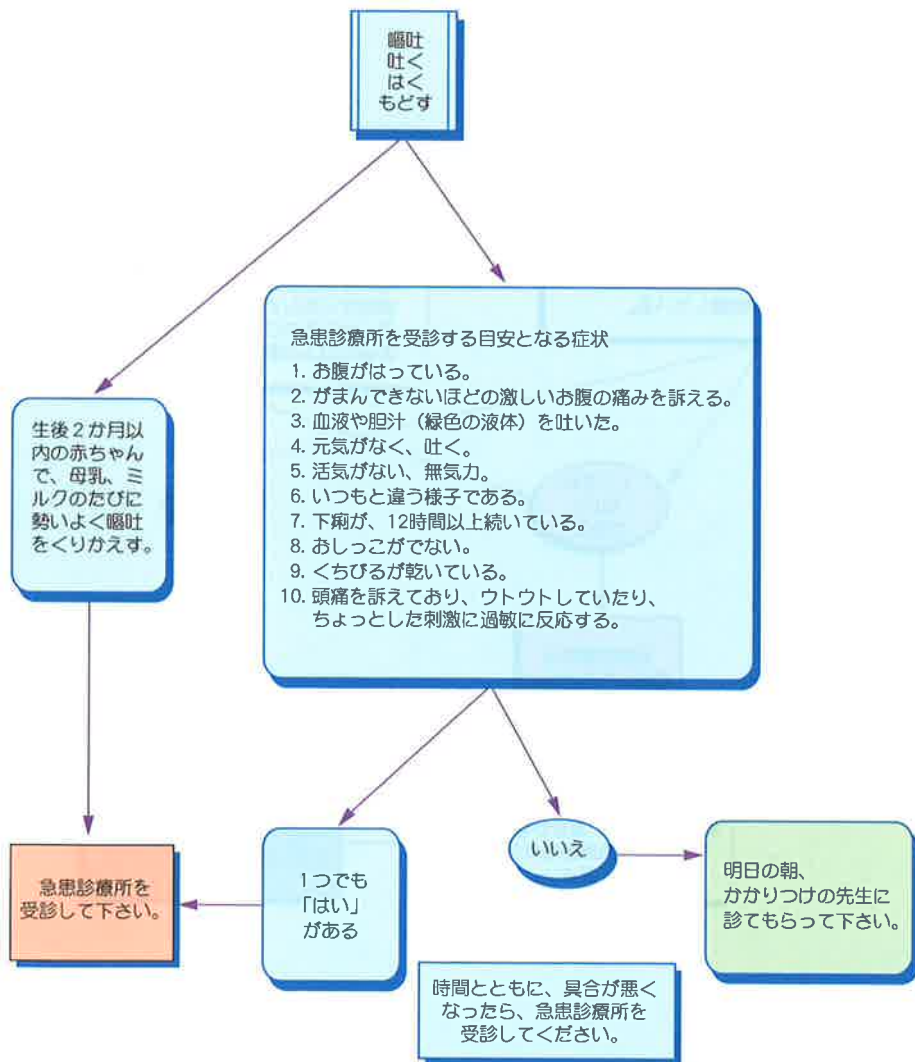 嘔吐
吐く
はく
もどす
生後２か月以
内の赤ちゃん
で、母乳、ミ
ルクのたびに
勢いよく嘔吐
をくりかえす。
急患診療所を受診する目安となる症状
1. お腹がはっている。
2. がまんできないほどの激しいお腹の痛みを訴える。
3. 血液や胆汁（緑色の液体）を吐いた。
4. 元気がなく、吐く。
5. 活気がない、無気力。
6. いつもと違う様子である。
7. 下痢が、12時間以上続いている。
8. おしっこがでない。
9. くちびるが乾いている。
10. 頭痛を訴えており、ウトウトしていたり、
ちょっとした刺激に過敏に反応する。
急患診療所を
受診して下さい。
１つでも
「はい」
がある
いいえ
明日の朝、
かかりつけの先生に
診てもらって下さい。
時間とともに、具合が悪く
なったら、急患診療所を
受診してください。